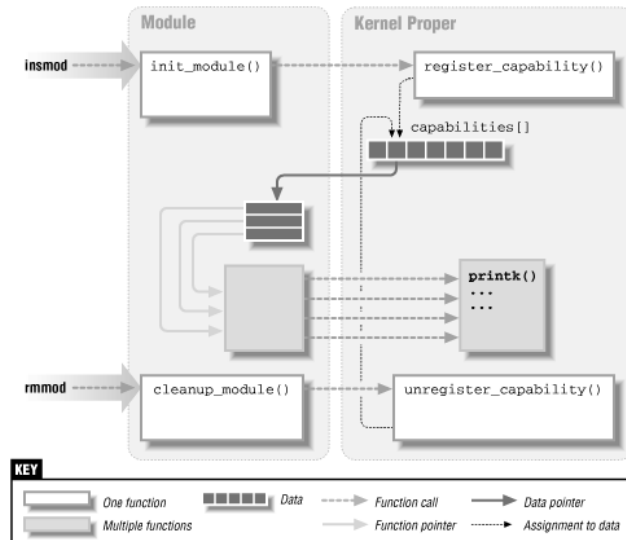 Module
Kernel Proper
insmod
init_module()
register_capability()
capabilities[]
printk()
...
...
rmmod
cleanup_module()
unregister_capability()
KEY
One function
Data
Function call
Data pointer
Multiple functions
Function pointer
Assignment to data